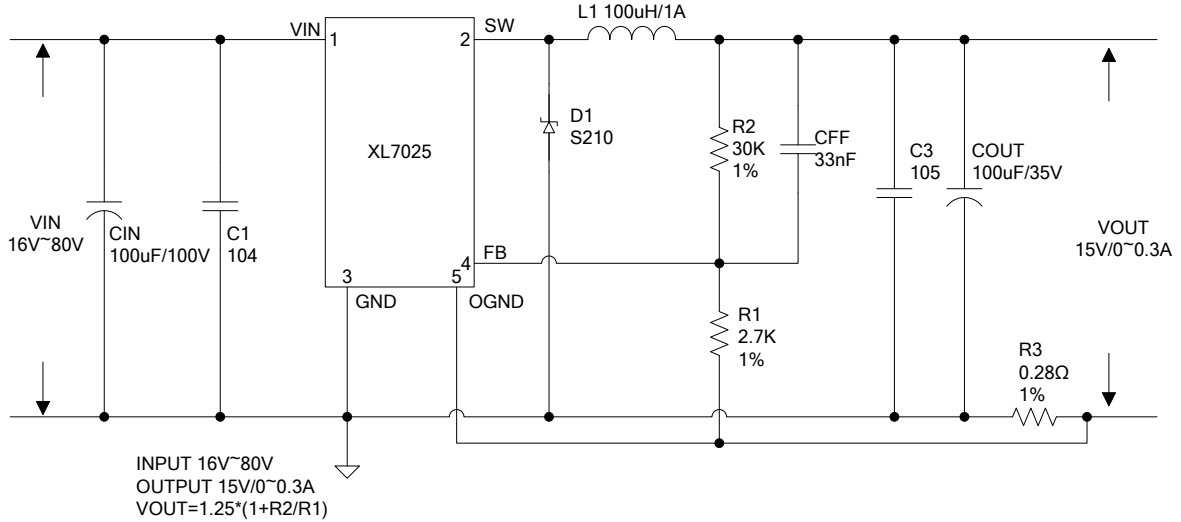 L1 100uH/1A
VIN
1
2
SW
D1
S210
XL7025
R2
30K
1%
CFF
33nF
C3
105
COUT
100uF/35V
VIN
16V~80V
CIN
100uF/100V
C1
104
VOUT
15V/0~0.3A
4
FB
3
5
GND
OGND
R1
2.7K
1%
R3
0.28Ω
1%
INPUT 16V~80V
OUTPUT 15V/0~0.3A
VOUT=1.25*(1+R2/R1)